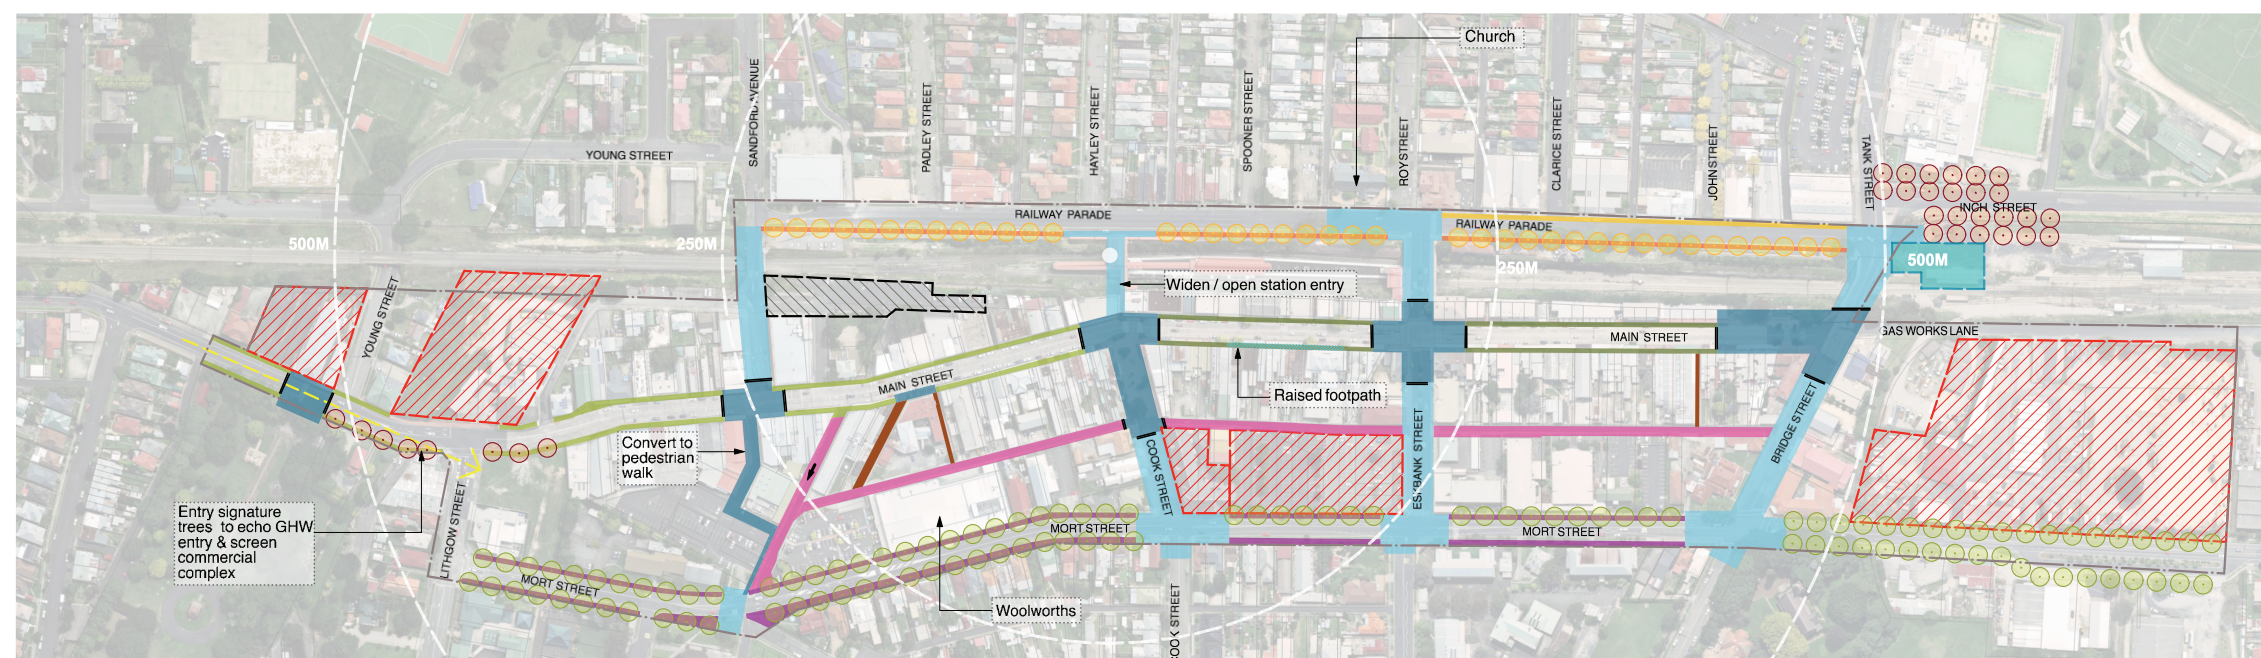 Church
SANDFORD AVENUE
PADLEY STREET
HAYLEY STREET
SPOONER STREET
ROY STREET
CLARICE STREET
JOHN STREET
TANK STREET
YOUNG STREET
INCH STREET
RAILWAY PARADE
RAILWAY PARADE
500M
250M
250M
500M
Widen / open station entry
YOUNG STREET
MAIN STREET
GAS WORKS LANE
MAIN STREET
Raised footpath
Convert to
pedestrian
walk
COOK STREET
ESKBANK STREET
BRIDGE STREET
Entry signature
trees to echo GHW
entry & screen
commercial
complex
LITHGOW STREET
MORT STREET
MORT STREET
MORT STREET
Woolworths
OOK STREET